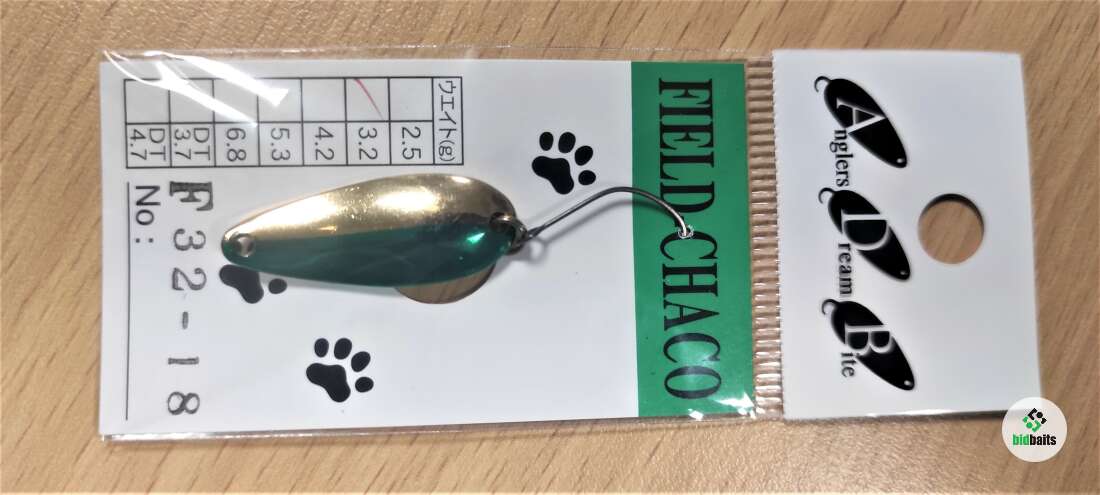 Anglers
Dream
Bite
FIELD CHACO
ウエイト(g)
2.5
3.2
4.2
5.3
6.8
DT
3.7
DT
4.7
No: F32-18
bidbaits